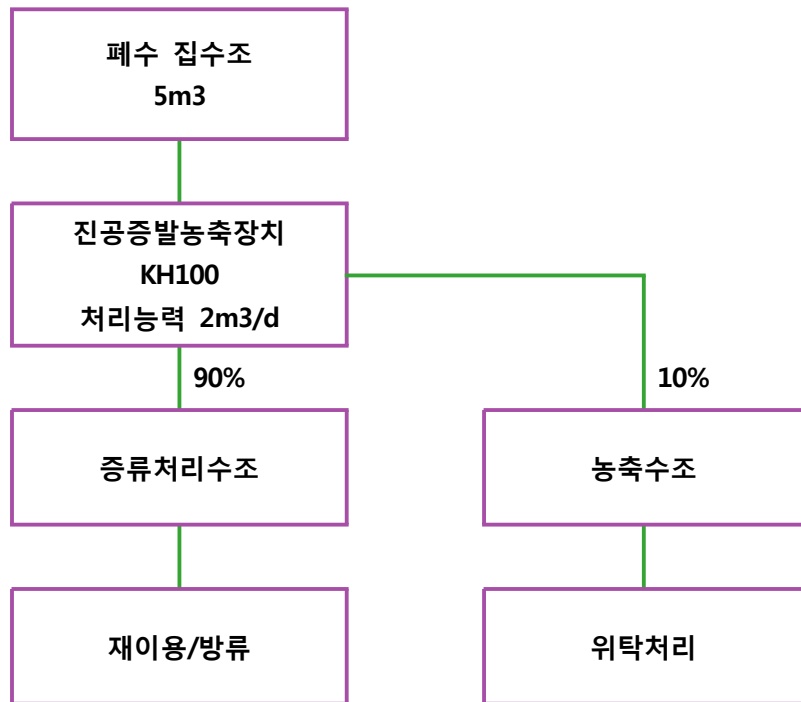 폐수 집수조
5m3
진공증발농축장치
KH100
처리능력 2m3/d
90%
10%
증류처리수조
농축수조
재이용/방류
위탁처리